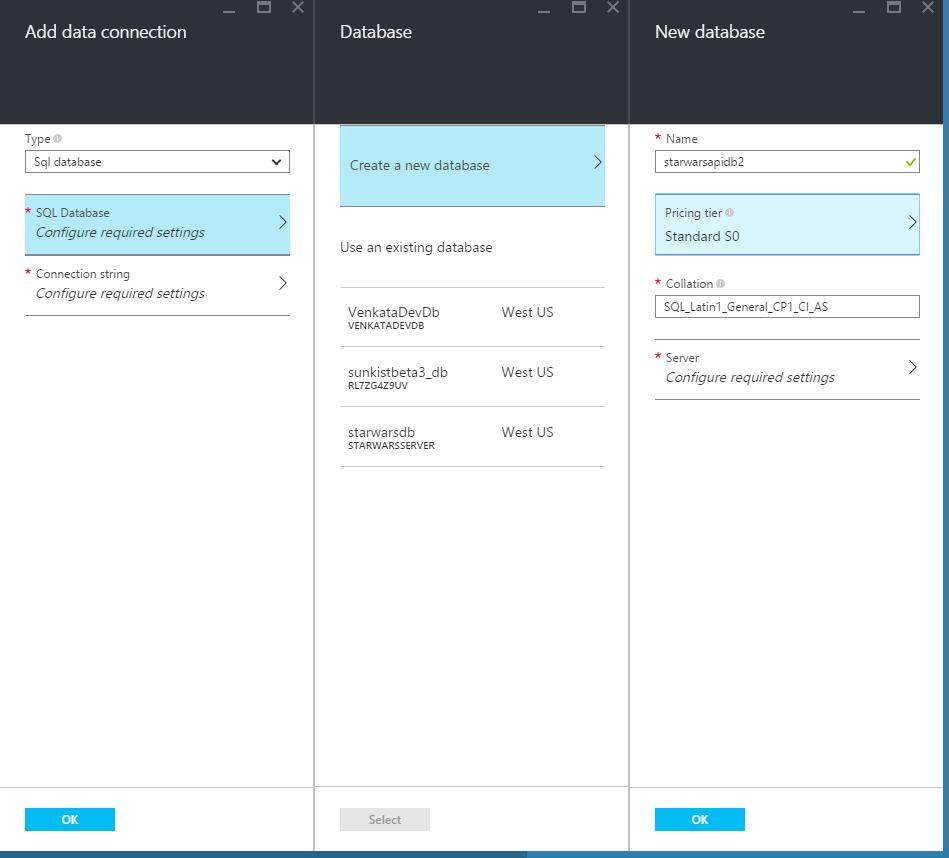 Add data connection
Type
Sql database
* SQL Database
Configure required settings
* Connection string
Configure required settings
OK
Database
Create a new database
Use an existing database
VenkataDevDb West US
VENKATADEVDB
sunkistbeta3_db West US
RL7ZG4Z9UV
starwarsdb West US
STARWARSSERVER
Select
New database
* Name
starwarsapidb2
Pricing tier
Standard S0
* Collation
SQL_Latin1_General_CP1_CI_AS
* Server
Configure required settings
OK